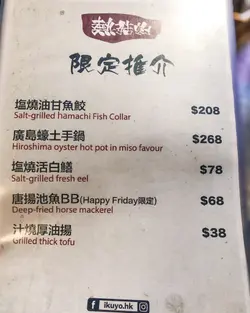 限定推介
塩燒油甘魚鮫 $208
Salt-grilled hamachi Fish Collar
廣島蠔土手鍋 $268
Hiroshima oyster hot pot in miso favour
塩燒活白鱔 $78
Salt-grilled fresh eel
唐揚池魚BB(Happy Friday限定) $68
Deep-fried horse mackerel
汁燒厚油揚 $38
Grilled thick tofu
f ikuyo.hk